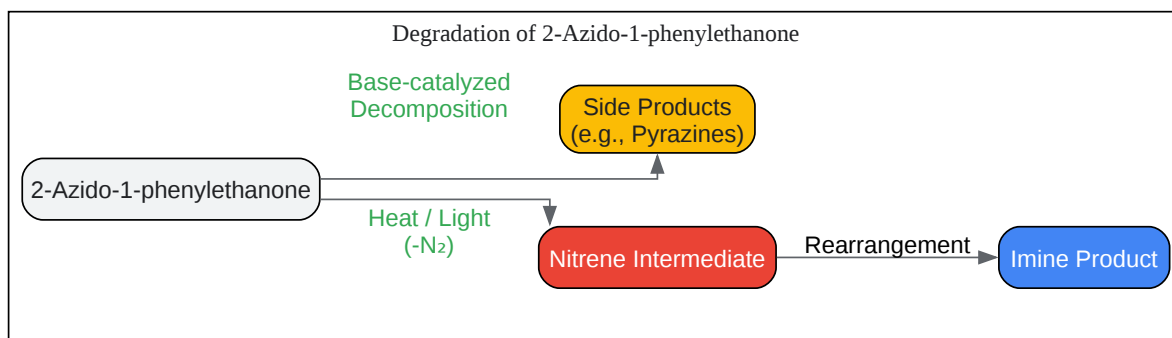 Degradation of 2-Azido-1-phenylethanone
Base-catalyzed
Decomposition
Side Products
(e.g., Pyrazines)
2-Azido-1-phenylethanone
Heat / Light
(-N₂)
Nitrene Intermediate
Rearrangement
Imine Product